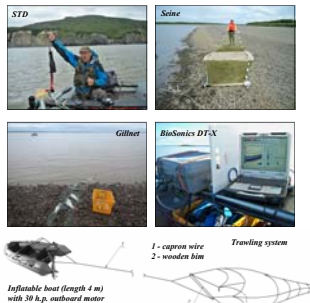 STD
Seine
Gillnet
BioSonics DT-X
1 - capron wire
2 - wooden bim
Trawling system
Inflatable boat (length 4 m)
with 30 h.p. outboard motor